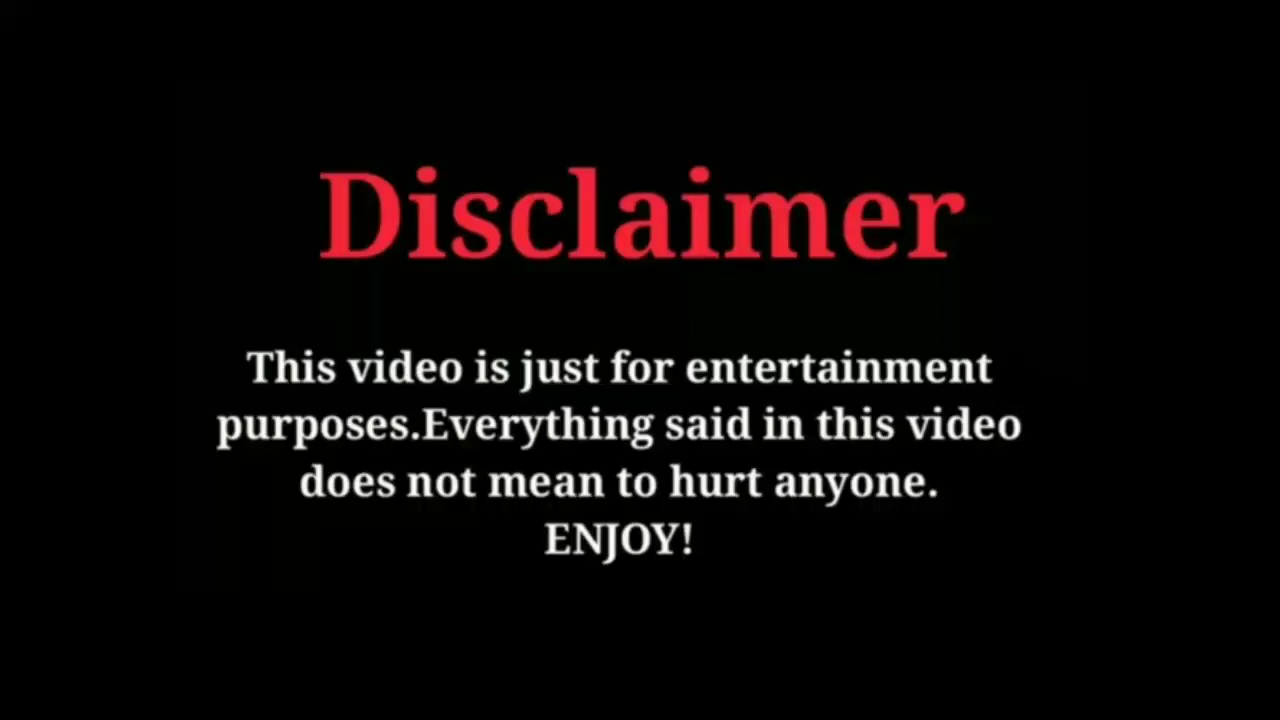 Disclaimer
This video is just for entertainment
purposes.Everything said in this video
does not mean to hurt anyone.
ENJOY!